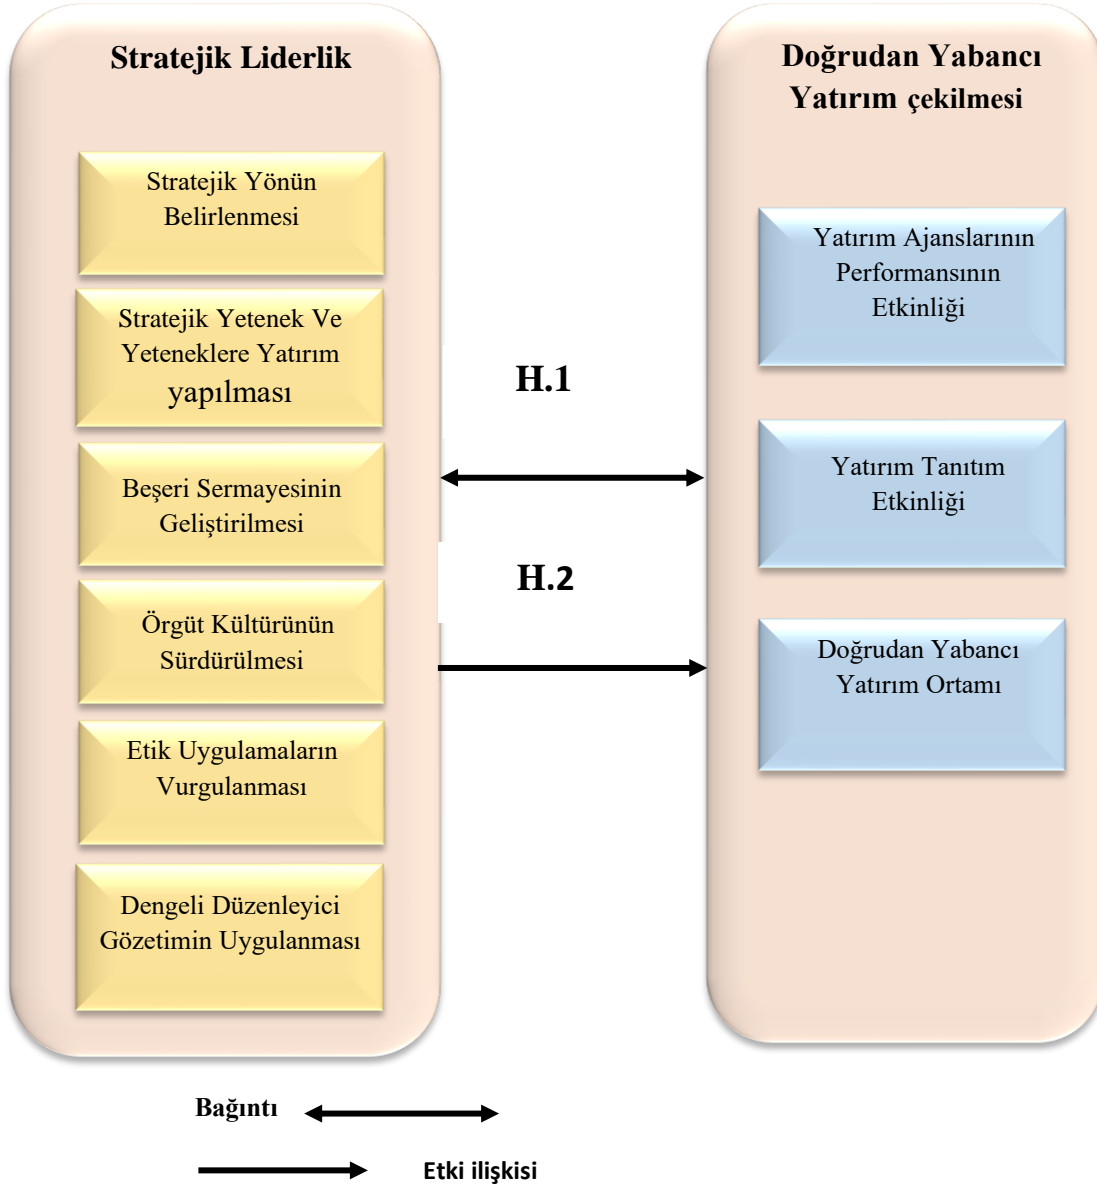 Stratejik Liderlik
Stratejik Yönün
Belirlenmesi
Stratejik Yetenek Ve
Yeteneklere Yatırım
yapılması
Beşeri Sermayesinin
Geliştirilmesi
Örgüt Kültürünün
Sürdürülmesi
Etik Uygulamaların
Vurgulanması
Dengeli Düzenleyici
Gözetimin Uygulanması
H.1
H.2
Doğrudan Yabancı
Yatırım çekilmesi
Yatırım Ajanslarının
Performansının
Etkinliği
Yatırım Tanıtım
Etkinliği
Doğrudan Yabancı
Yatırım Ortamı
Bağıntı
Etki ilişkisi